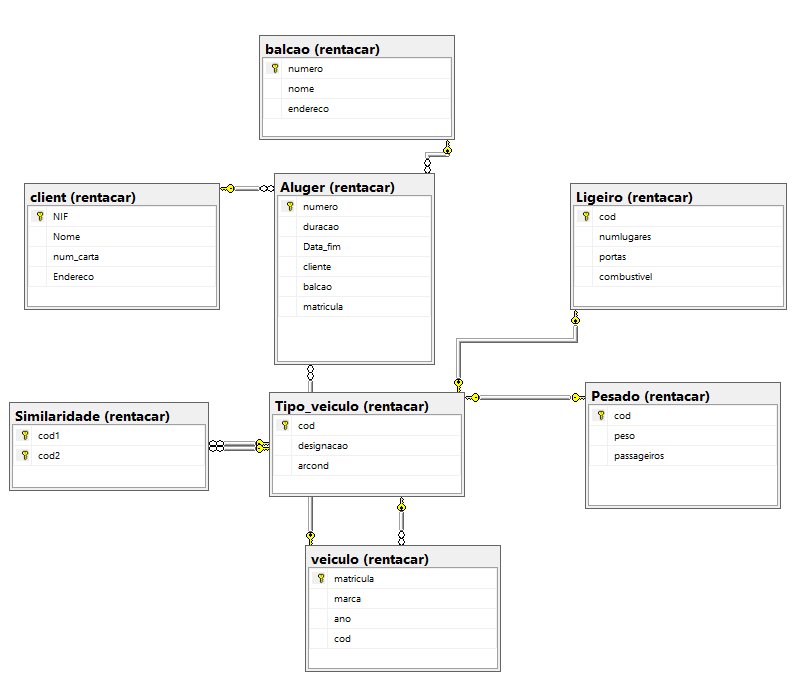 balcao (rentacar)
numero
nome
endereco
client (rentacar)
NIF
Nome
num_carta
Endereco
Aluger (rentacar)
numero
duracao
Data_fim
cliente
balcao
matricula
Ligeiro (rentacar)
cod
numlugares
portas
combustivel
Similaridade (rentacar)
cod1
cod2
Tipo_veiculo (rentacar)
cod
designacao
arcond
Pesado (rentacar)
cod
peso
passageiros
veiculo (rentacar)
matricula
marca
ano
cod